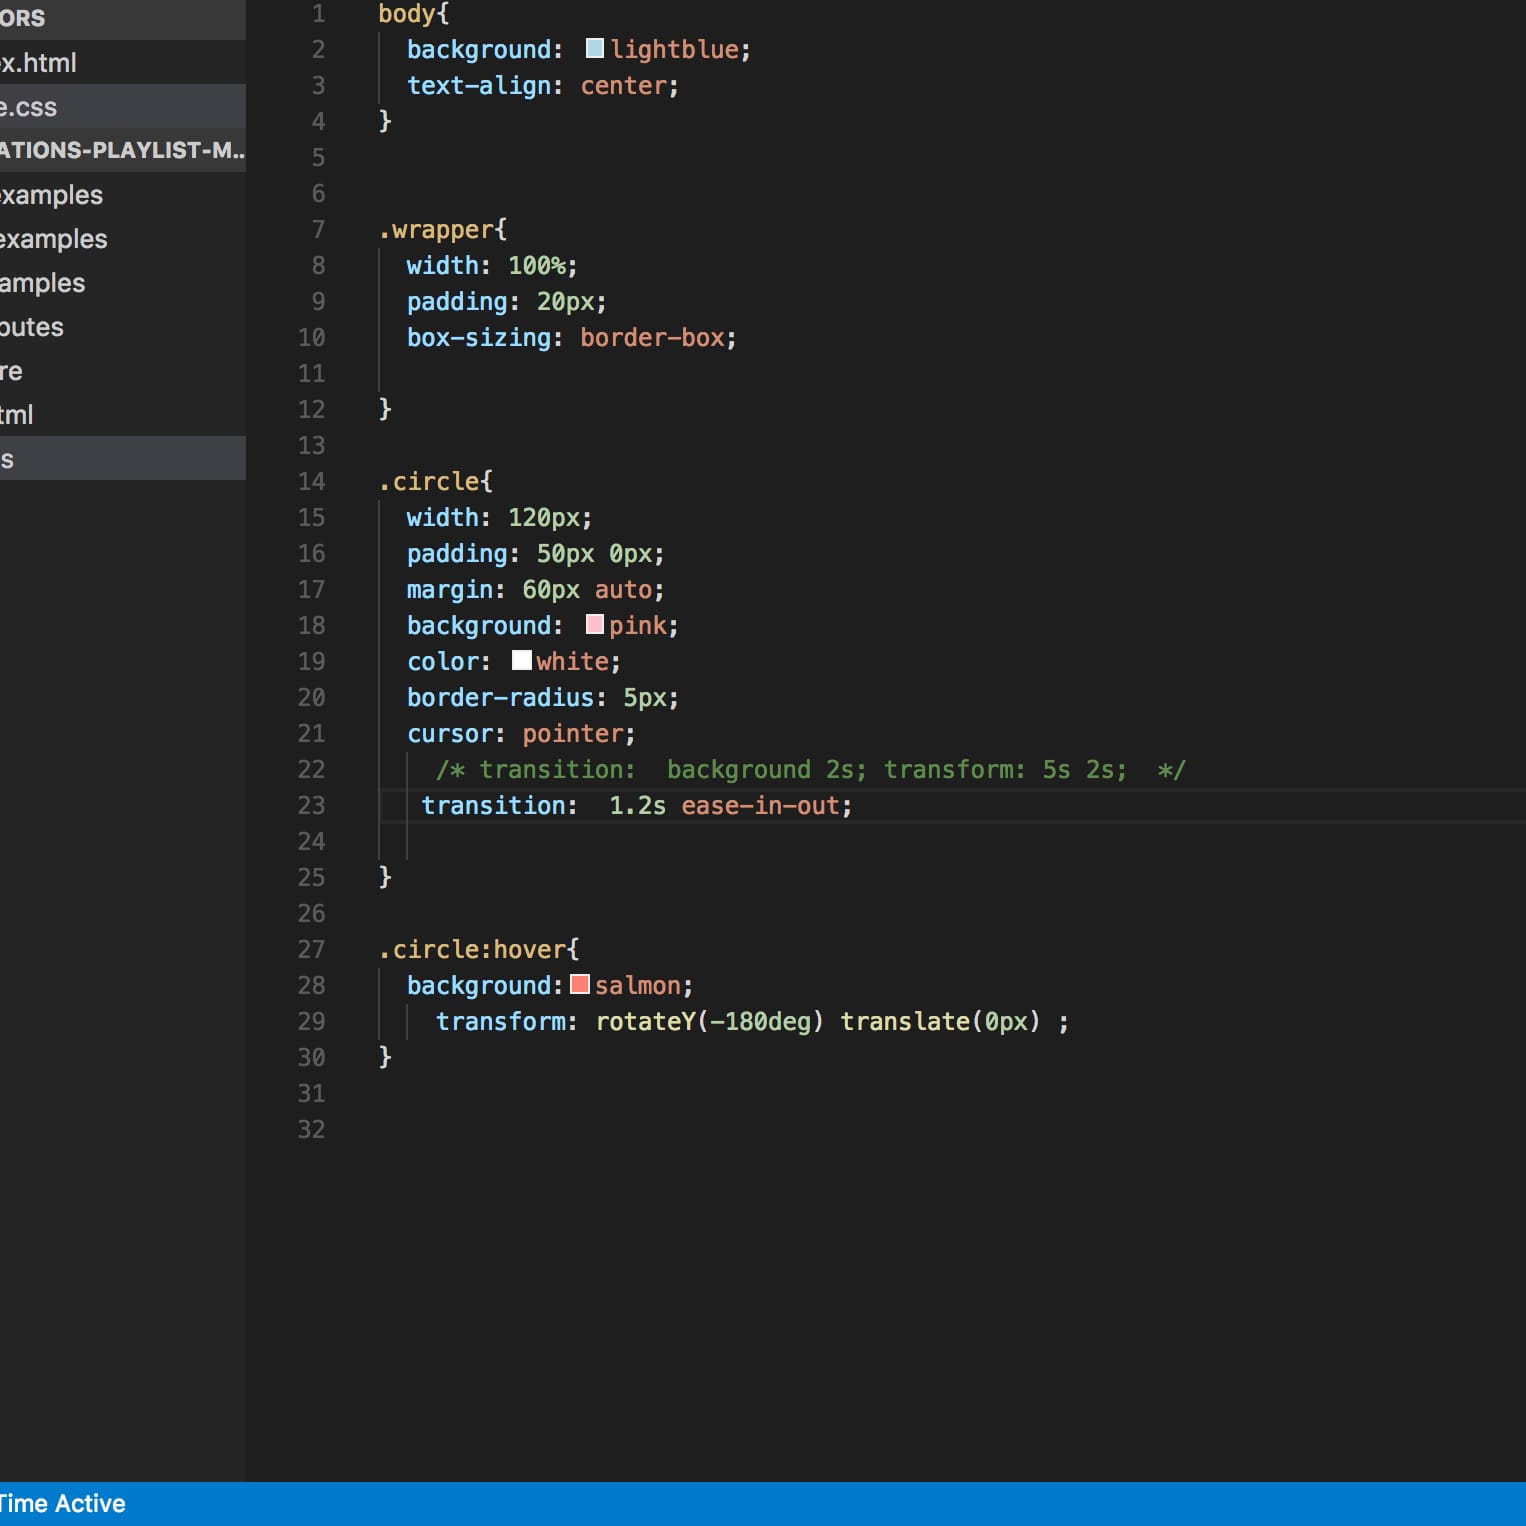 ORS
x.html
e.css
ATIONS-PLAYLIST-M...
examples
examples
amples
butes
re
tml
s
1 body{
2 background: lightblue;
3 text-align: center;
4 }
5
6
7 .wrapper{
8 width: 100%;
9 padding: 20px;
10 box-sizing: border-box;
11
12 }
13
14 .circle{
15 width: 120px;
16 padding: 50px 0px;
17 margin: 60px auto;
18 background: pink;
19 color: white;
20 border-radius: 5px;
21 cursor: pointer;
22 /* transition:  background 2s; transform: 5s 2s;  */
23 transition:  1.2s ease-in-out;
24
25 }
26
27 .circle:hover{
28 background: salmon;
29 transform: rotateY(-180deg) translate(0px) ;
30 }
31
32
Time Active